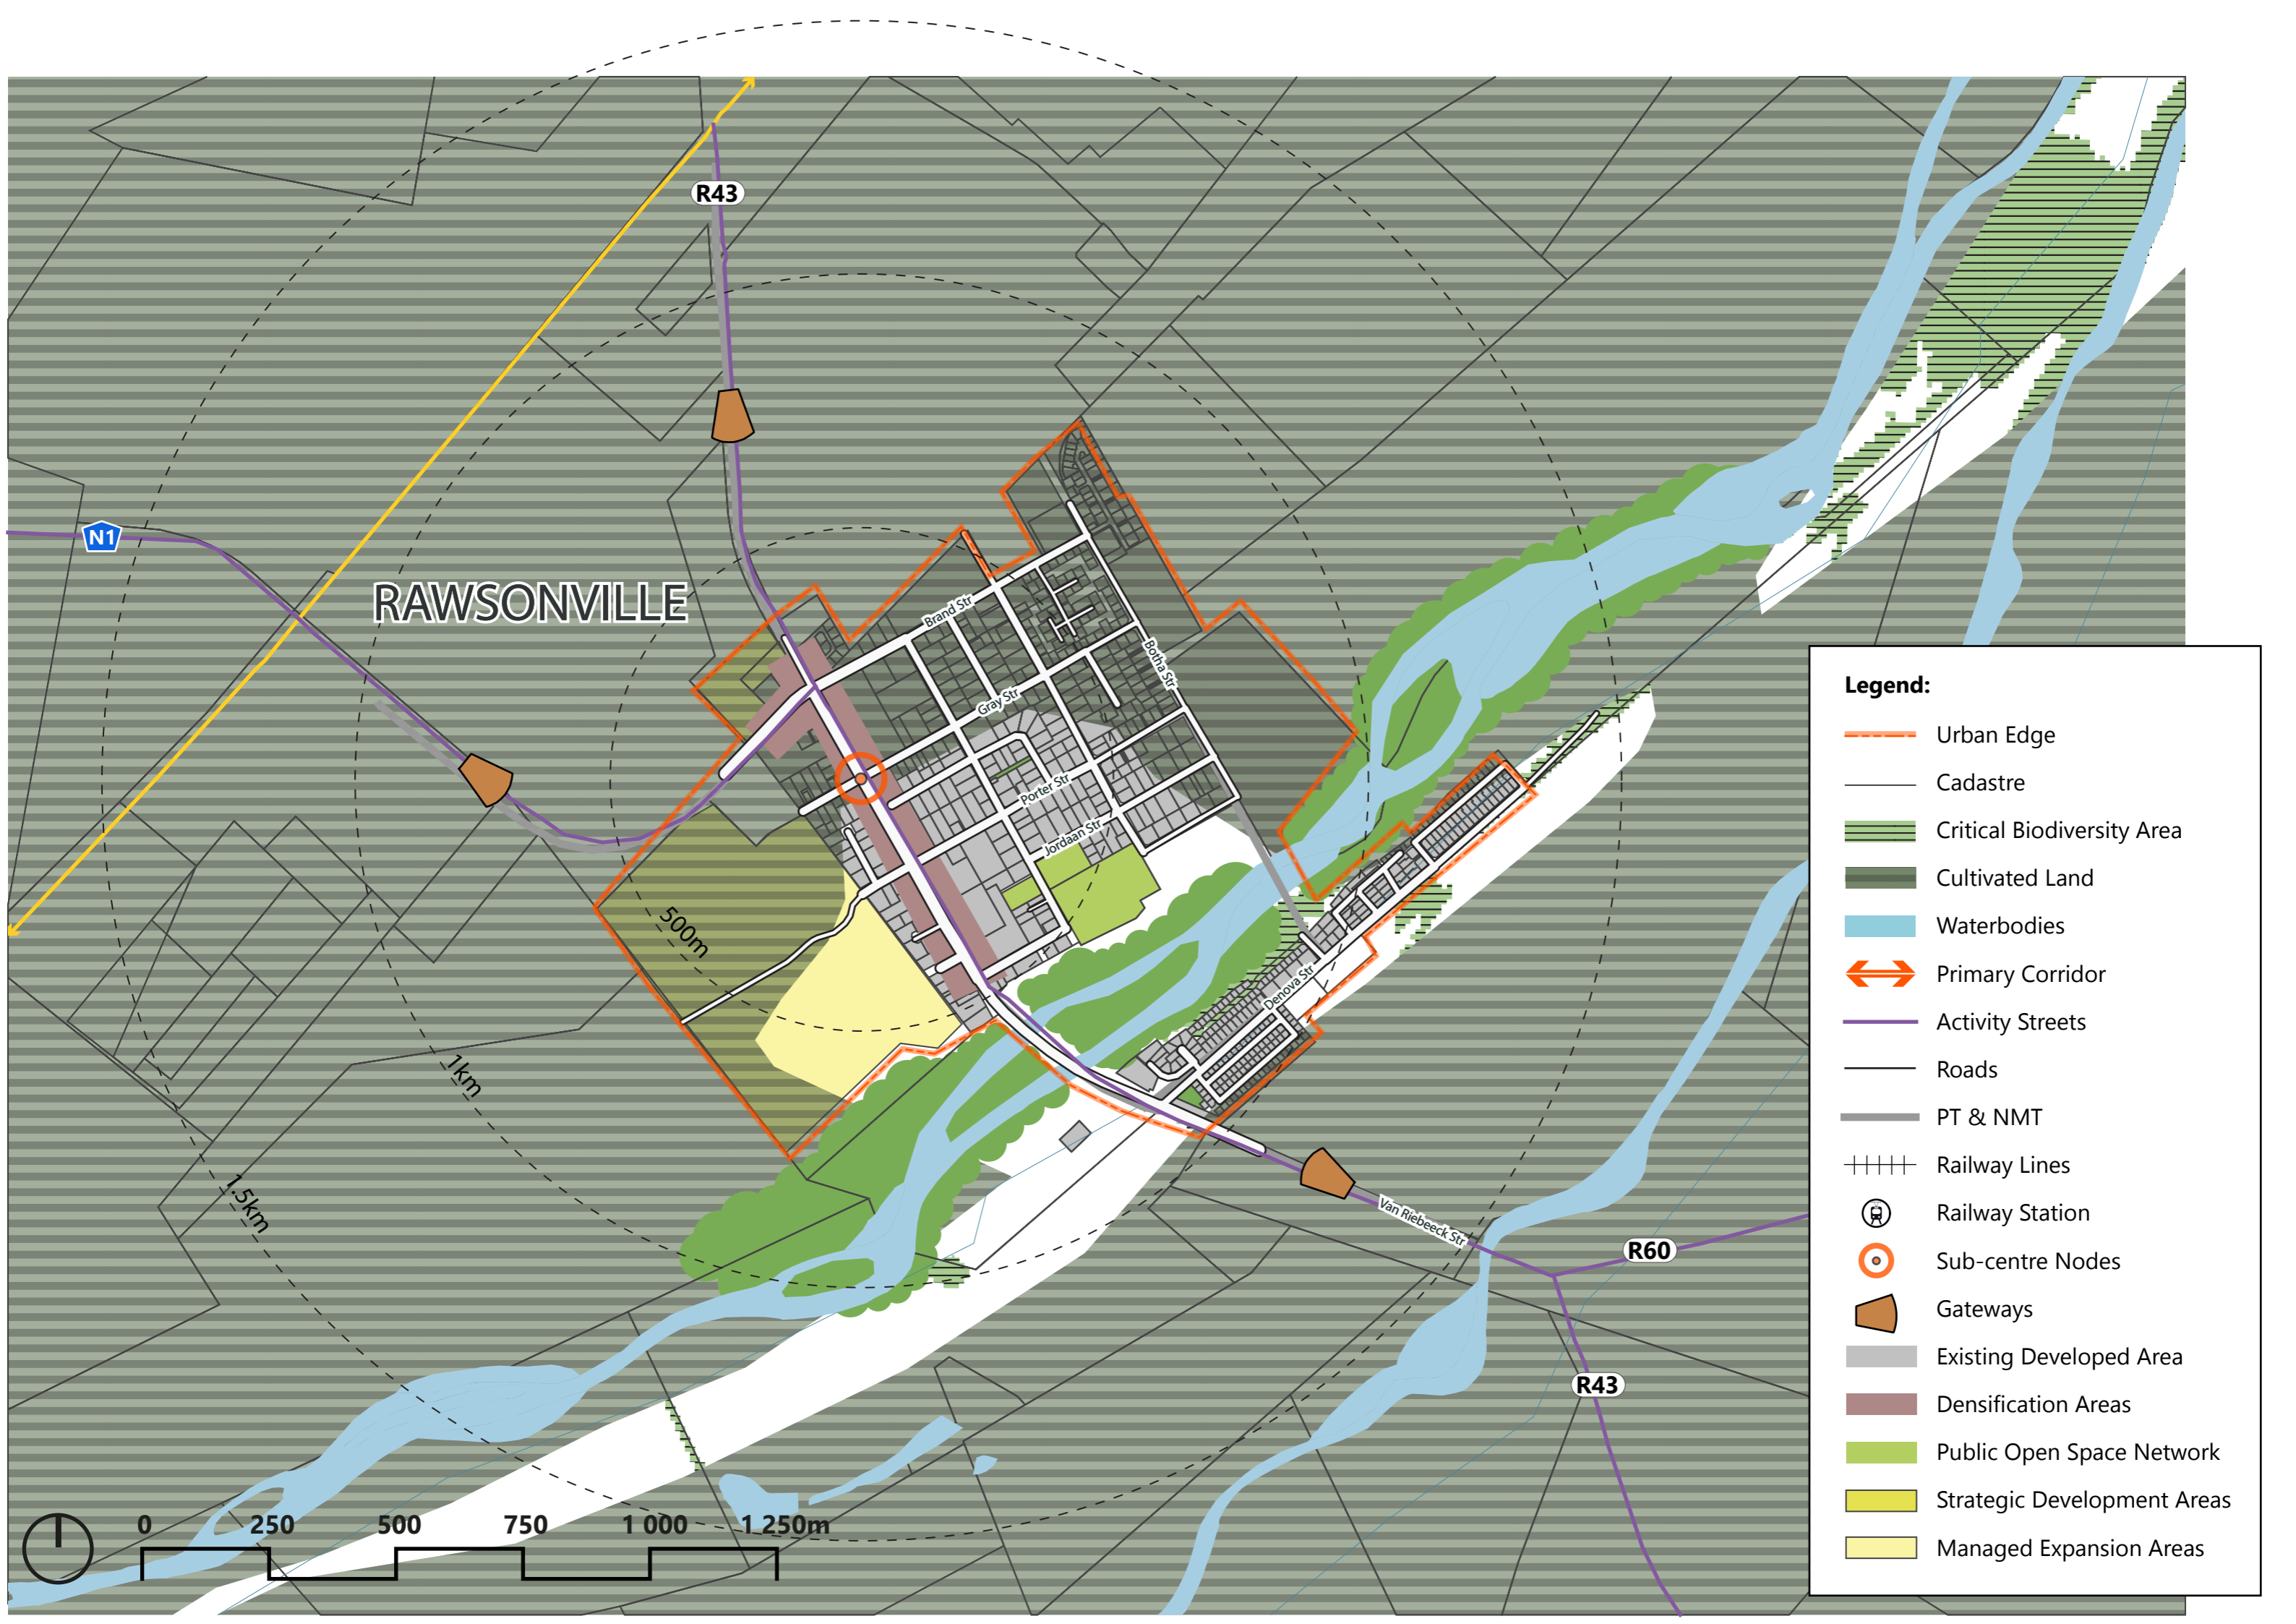 R43
N1
RAWSONVILLE
Brand Str
Botha Str
Gray Str
Porter Str
Jordaan Str
Denova Str
Van Riebeeck Str
500m
1km
1.5km
R60
R43
0 250 500 750 1 000 1 250m
Legend:
Urban Edge
Cadastre
Critical Biodiversity Area
Cultivated Land
Waterbodies
Primary Corridor
Activity Streets
Roads
PT & NMT
Railway Lines
Railway Station
Sub-centre Nodes
Gateways
Existing Developed Area
Densification Areas
Public Open Space Network
Strategic Development Areas
Managed Expansion Areas